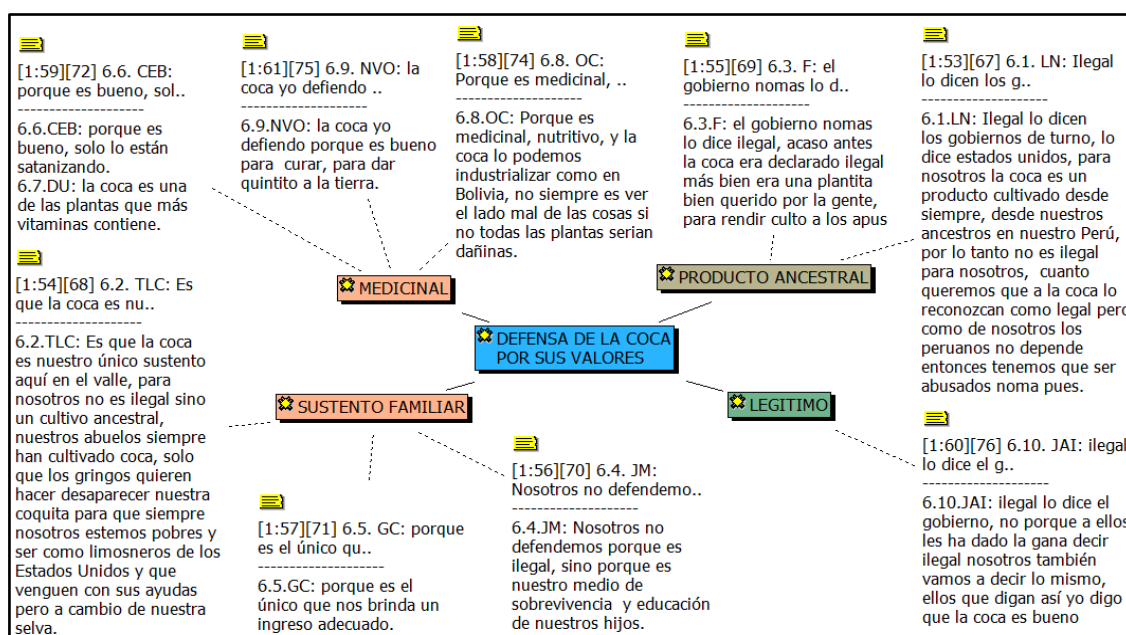 [1:59][72] 6.6. CEB:
porque es bueno, sol..
--------------------
6.6.CEB: porque es
bueno, solo lo están
satanizando.
6.7.DU: la coca es una
de las plantas que más
vitaminas contiene.
[1:61][75] 6.9. NVO: la
coca yo defiendo ..
--------------------
6.9.NVO: la coca yo
defiendo porque es bueno
para curar, para dar
quintito a la tierra.
[1:58][74] 6.8. OC:
Porque es medicinal, ..
--------------------
6.8.OC: Porque es
medicinal, nutritivo, y la
coca lo podemos
industrializar como en
Bolivia, no siempre es ver
el lado mal de las cosas si
no todas las plantas serian
dañinas.
[1:55][69] 6.3. F: el
gobierno nomas lo d..
--------------------
6.3.F: el gobierno nomas
lo dice ilegal, acaso antes
la coca era declarado ilegal
más bien era una plantita
bien querido por la gente,
para rendir culto a los apus
[1:53][67] 6.1. LN: Ilegal
lo dicen los g..
--------------------
6.1.LN: Ilegal lo dicen
los gobiernos de turno, lo
dice estados unidos, para
nosotros la coca es un
producto cultivado desde
siempre, desde nuestros
ancestros en nuestro Perú,
por lo tanto no es ilegal
para nosotros, cuanto
queremos que a la coca lo
reconozcan como legal pero
como de nosotros los
peruanos no depende
entonces tenemos que ser
abusados noma pues.
MEDICINAL
PRODUCTO ANCESTRAL
DEFENSA DE LA COCA
POR SUS VALORES
SUSTENTO FAMILIAR
LEGITIMO
[1:54][68] 6.2. TLC: Es
que la coca es nu..
--------------------
6.2.TLC: Es que la coca
es nuestro único sustento
aquí en el valle, para
nosotros no es ilegal sino
un cultivo ancestral,
nuestros abuelos siempre
han cultivado coca, solo
que los gringos quieren
hacer desaparecer nuestra
coquita para que siempre
nosotros estemos pobres y
ser como limosneros de los
Estados Unidos y que
venguen con sus ayudas
pero a cambio de nuestra
selva.
[1:57][71] 6.5. GC: porque
es el único qu..
--------------------
6.5.GC: porque es el
único que nos brinda un
ingreso adecuado.
[1:56][70] 6.4. JM:
Nosotros no defendemo..
--------------------
6.4.JM: Nosotros no
defendemos porque es
ilegal, sino porque es
nuestro medio de
sobrevivencia y educación
de nuestros hijos.
[1:60][76] 6.10. JAI: ilegal
lo dice el g..
--------------------
6.10.JAI: ilegal lo dice el
gobierno, no porque a ellos
les ha dado la gana decir
ilegal nosotros también
vamos a decir lo mismo,
ellos que digan así yo digo
que la coca es bueno